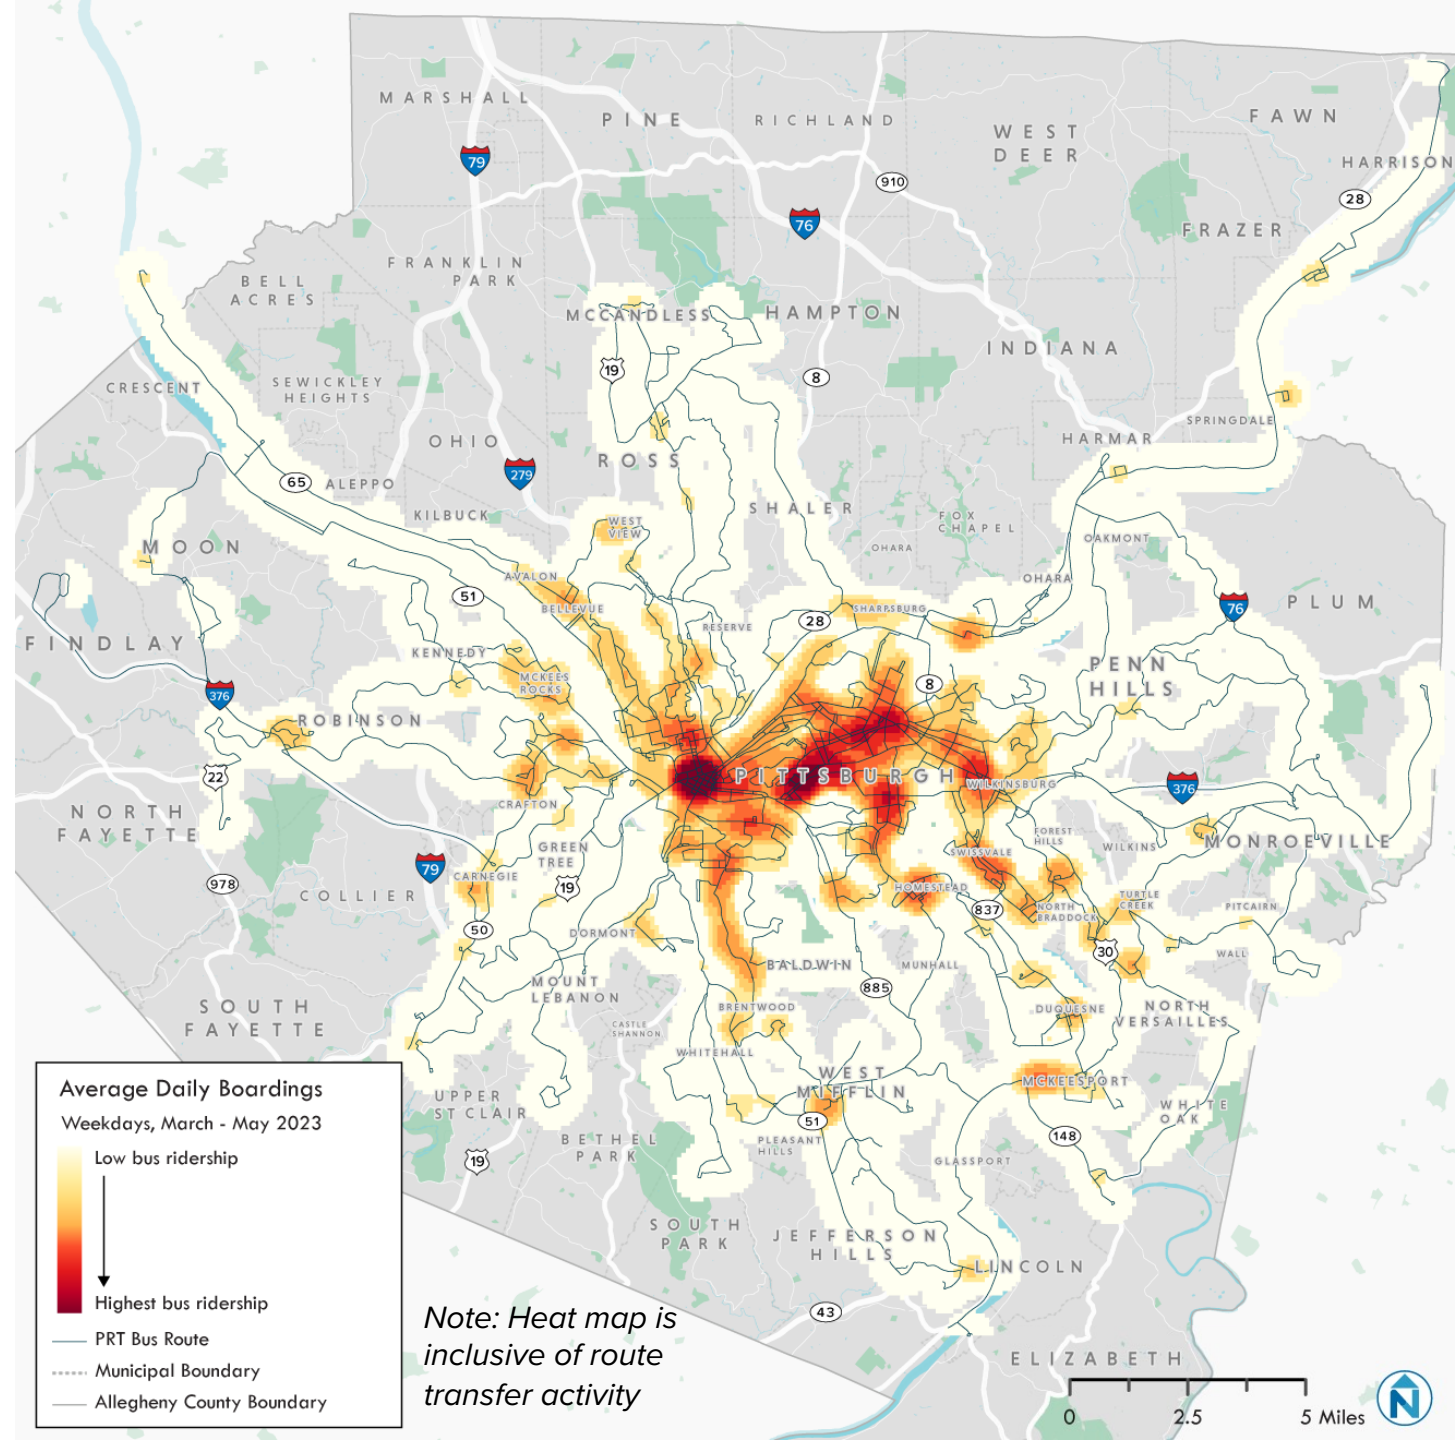 MARSHALL
PINE
RICHLAND
WEST
DEER
FAWN
HARRISON
79
910
28
76
FRAZER
FRANKLIN
PARK
BELL
ACRES
MCCANDLESS
HAMPTON
INDIANA
19
8
CRESCENT
SEWICKLEY
HEIGHTS
SPRINGDALE
OHIO
HARMAR
ROSS
279
65
ALEPPO
KILBUCK
SHALER
FOX
CHAPEL
WEST
VIEW
OAKMONT
MOON
OHARA
AVALON
OHARA
51
BELLEVUE
SHARPSBURG
76
PLUM
28
RESERVE
FINDLAY
KENNEDY
PENN
HILLS
MCKEES
ROCKS
8
376
ROBINSON
22
PITTSBURGH
WILKINSBURG
376
CRAFTON
NORTH
FAYETTE
FOREST
HILLS
WILKINS
MONROEVILLE
GREEN
TREE
SWISSVALE
79
CARNEGIE
978
19
HOMESTEAD
COLLIER
TURTLE
CREEK
837
NORTH
BRADDOCK
PITCAIRN
50
DORMONT
30
WALL
BALDWIN
MUNHALL
MOUNT
LEBANON
885
SOUTH
FAYETTE
BRENTWOOD
DUQUESNE
NORTH
VERSAILLES
CASTLE
SHANNON
WHITEHALL
WEST
MIFFLIN
MCKEESPORT
UPPER
ST CLAIR
WHITE
OAK
51
BETHEL
PARK
PLEASANT
HILLS
148
19
GLASSPORT
SOUTH
PARK
JEFFERSON
HILLS
LINCOLN
43
ELIZABETH
Average Daily Boardings
Weekdays, March - May 2023
Low bus ridership
Highest bus ridership
PRT Bus Route
Municipal Boundary
Allegheny County Boundary
Note: Heat map is
inclusive of route
transfer activity
0 2.5 5 Miles
N